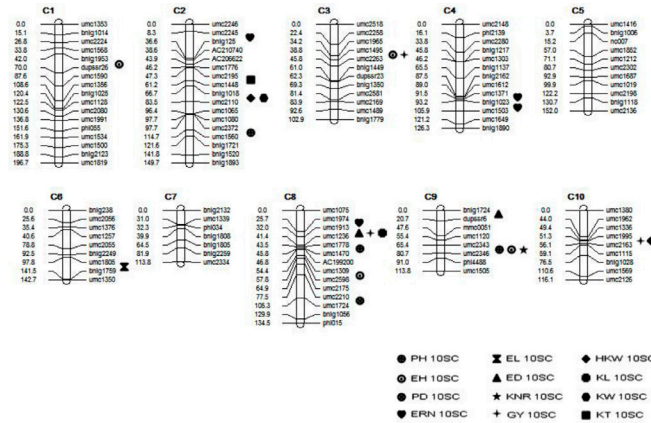 C1
0.0 umc1353
15.1 bnlg1014
26.8 umc2224
33.8 umc1568
42.0 bnlg1953
70.0 dupssr26
87.6 umc1590
108.6 umc1356
120.4 bnlg1025
122.5 umc1128
130.6 umc2080
136.8 umc1991
151.6 phi055
161.9 umc1534
175.3 umc1500
188.8 bnlg2123
196.7 umc1819
C2
0.0 umc2246
8.3 umc2245
36.6 bnlg125
38.6 AC210740
43.9 AC206622
46.2 umc1776
47.3 umc2195
61.2 umc1448
66.7 bnlg1018
83.5 umc2110
96.4 umc1065
97.7 umc1080
97.7 umc2372
114.7 umc1560
121.6 bnlg1721
141.8 bnlg1520
149.7 bnlg1893
C3
0.0 umc2518
22.4 umc2258
34.2 umc1965
38.8 umc1495
45.8 umc2263
61.0 bnlg1449
62.3 dupssr23
69.3 bnlg1350
81.4 umc2581
83.9 umc2169
92.6 umc1489
102.9 bnlg1779
C4
0.0 umc2148
16.1 phi2139
33.8 umc2280
45.8 bnlg1217
46.2 umc1303
65.5 bnlg1137
87.5 bnlg2162
89.0 umc1612
91.5 umc1371
93.2 bnlg1023
105.9 umc1503
119.2 umc1649
126.3 bnlg1890
C5
0.0 umc1416
3.7 bnlg1006
15.2 nc007
57.0 umc1852
71.1 umc1212
80.7 umc2302
92.9 umc1687
99.9 umc1019
122.2 umc2198
130.7 bnlg1118
152.0 umc2136
C6
0.0 bnlg238
25.6 umc2056
35.4 umc1376
40.6 umc1257
78.8 umc2055
92.5 bnlg2249
97.8 umc1805
141.5 bnlg1759
142.7 umc1350
C7
0.0 bnlg2132
31.0 umc1339
32.3 phi034
39.9 bnlg1808
64.5 bnlg1805
81.9 bnlg2259
113.8 umc2334
C8
0.0 umc1075
25.7 umc1974
32.0 umc1913
41.4 umc1236
43.5 umc1778
45.8 umc1470
46.8 AC199400
54.4 umc1309
57.8 umc2598
64.9 umc2175
77.5 umc2210
105.3 umc1724
129.9 bnlg1056
134.5 phi015
C9
0.0 bnlg1724
20.7 dupssr6
47.6 mmc0051
55.4 umc1120
65.4 umc2343
80.7 umc2346
91.0 phi4488
113.8 umc1505
C10
0.0 umc1380
44.0 umc1962
49.4 umc1336
51.3 umc1995
56.1 umc2163
59.1 umc1115
76.5 bnlg1028
110.6 umc1569
116.1 umc2126
PH 10SC EL 10SC HKW 10SC
EH 10SC ED 10SC KL 10SC
PD 10SC KNR 10SC KW 10SC
ERN 10SC GY 10SC KT 10SC